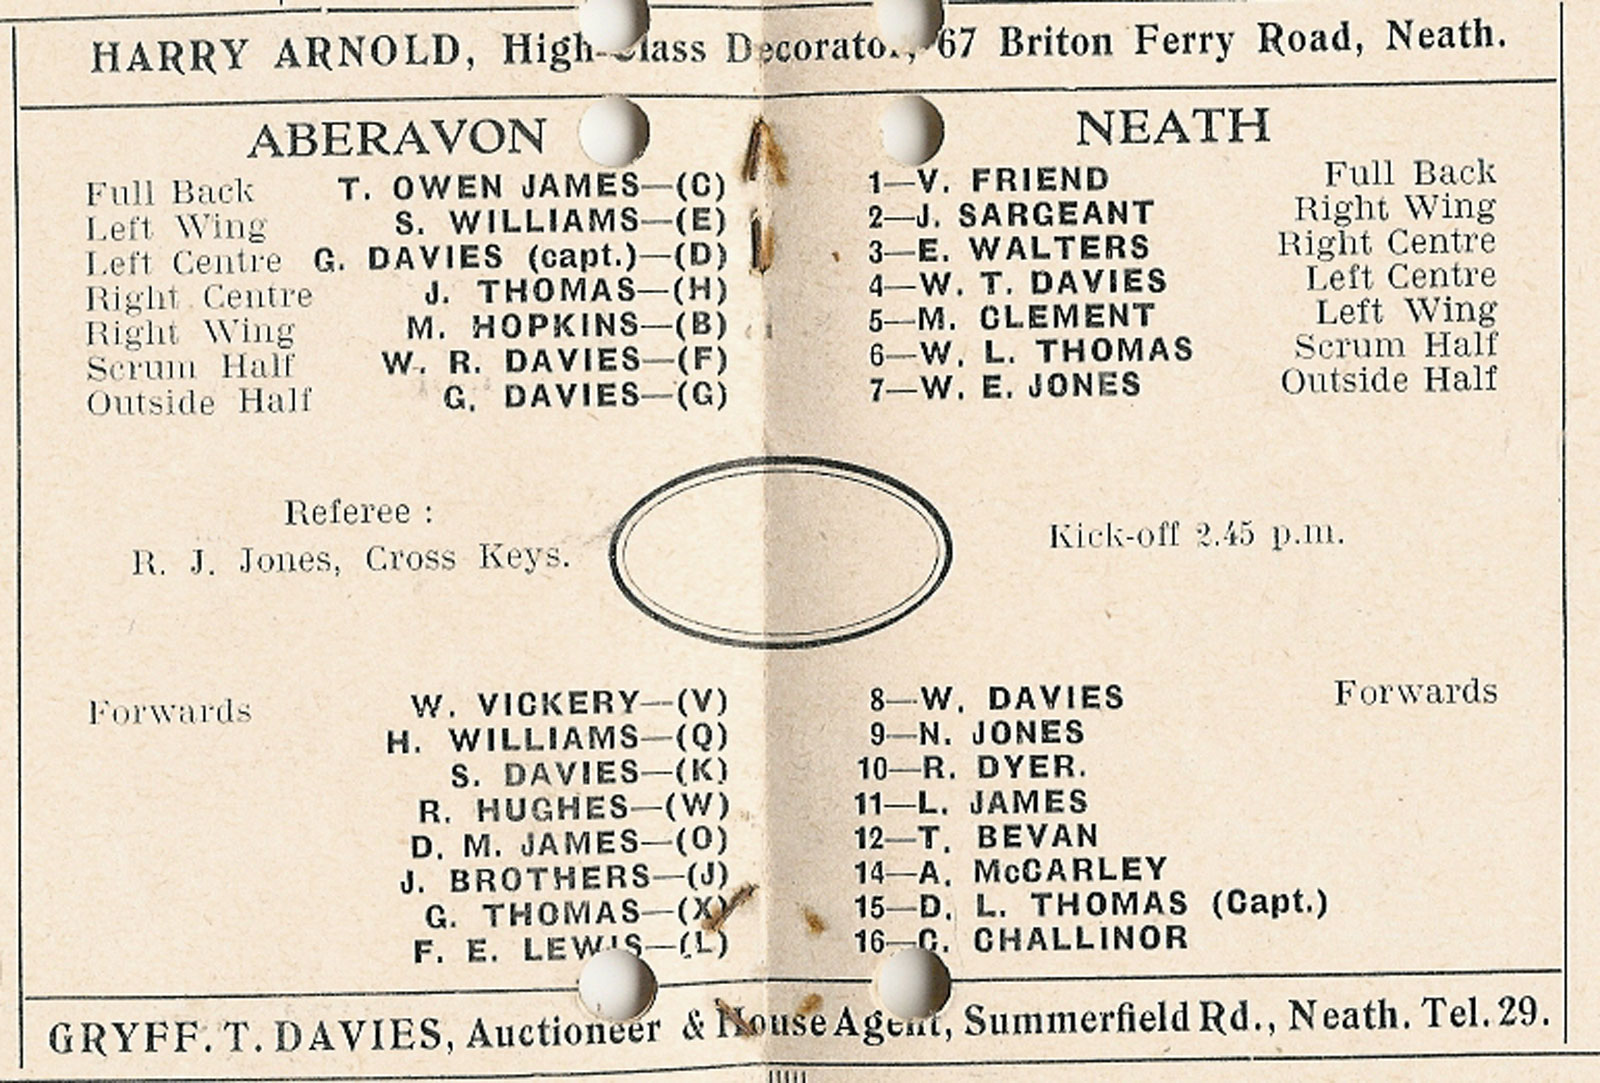 HARRY ARNOLD, High-Class Decorator, 67 Briton Ferry Road, Neath.
ABERAVON
Full Back T. OWEN JAMES—(C)
Left Wing S. WILLIAMS—(E)
Left Centre G. DAVIES (capt.)—(D)
Right Centre J. THOMAS—(H)
Right Wing M. HOPKINS—(B)
Scrum Half W. R. DAVIES—(F)
Outside Half G. DAVIES—(G)
NEATH
1—V. FRIEND Full Back
2—J. SARGEANT Right Wing
3—E. WALTERS Right Centre
4—W. T. DAVIES Left Centre
5—M. CLEMENT Left Wing
6—W. L. THOMAS Scrum Half
7—W. E. JONES Outside Half
Referee :
R. J. Jones, Cross Keys.
Kick-off 2.45 p.m.
Forwards W. VICKERY—(V)
H. WILLIAMS—(Q)
S. DAVIES—(K)
R. HUGHES—(W)
D. M. JAMES—(O)
J. BROTHERS—(J)
G. THOMAS—(X)
F. E. LEWIS—(L)
8—W. DAVIES Forwards
9—N. JONES
10—R. DYER.
11—L. JAMES
12—T. BEVAN
14—A. McCARLEY
15—D. L. THOMAS (Capt.)
16—C. CHALLINOR
GRYFF. T. DAVIES, Auctioneer & House Agent, Summerfield Rd., Neath. Tel. 29.